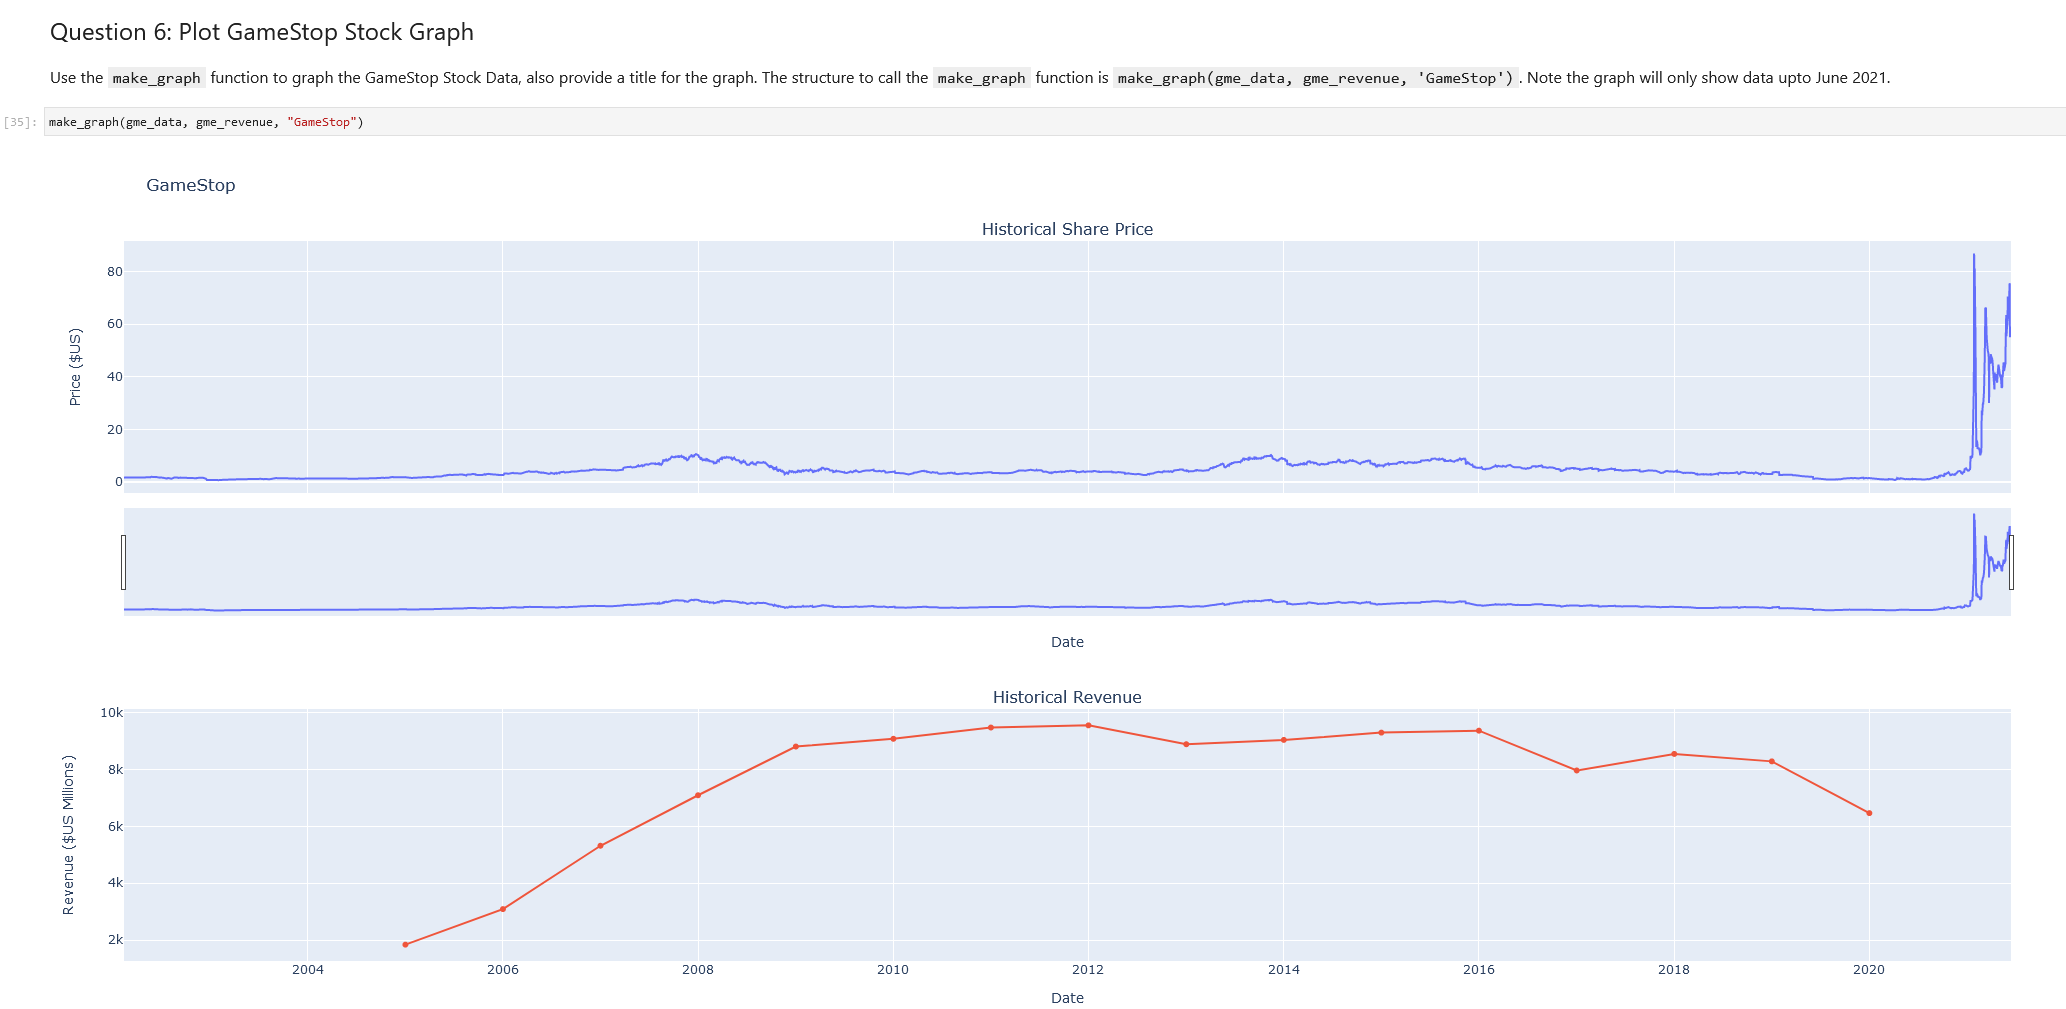 Question 6: Plot GameStop Stock Graph
Use the make_graph function to graph the GameStop Stock Data, also provide a title for the graph. The structure to call the make_graph function is make_graph(gme_data, gme_revenue, 'GameStop'). Note the graph will only show data upto June 2021.
[35]: make_graph(gme_data, gme_revenue, "GameStop")
GameStop
Historical Share Price
80
60
40
20
0
Price ($US)
Date
Historical Revenue
10k
8k
6k
4k
2k
Revenue ($US Millions)
2004 2006 2008 2010 2012 2014 2016 2018 2020
Date